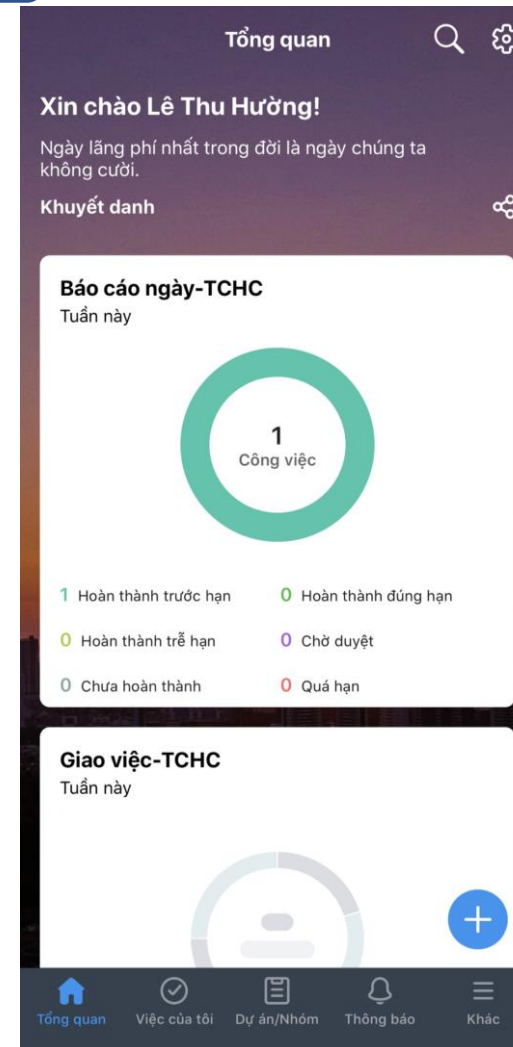 Tổng quan
Xin chào Lê Thu Hường!
Ngày lãng phí nhất trong đời là ngày chúng ta
không cười.
Khuyết danh
Báo cáo ngày-TCHC
Tuần này
1
Công việc
1 Hoàn thành trước hạn
0 Hoàn thành đúng hạn
0 Hoàn thành trễ hạn
0 Chờ duyệt
0 Chưa hoàn thành
0 Quá hạn
Giao việc-TCHC
Tuần này
Tổng quan
Việc của tôi
Dự án/Nhóm
Thông báo
Khác